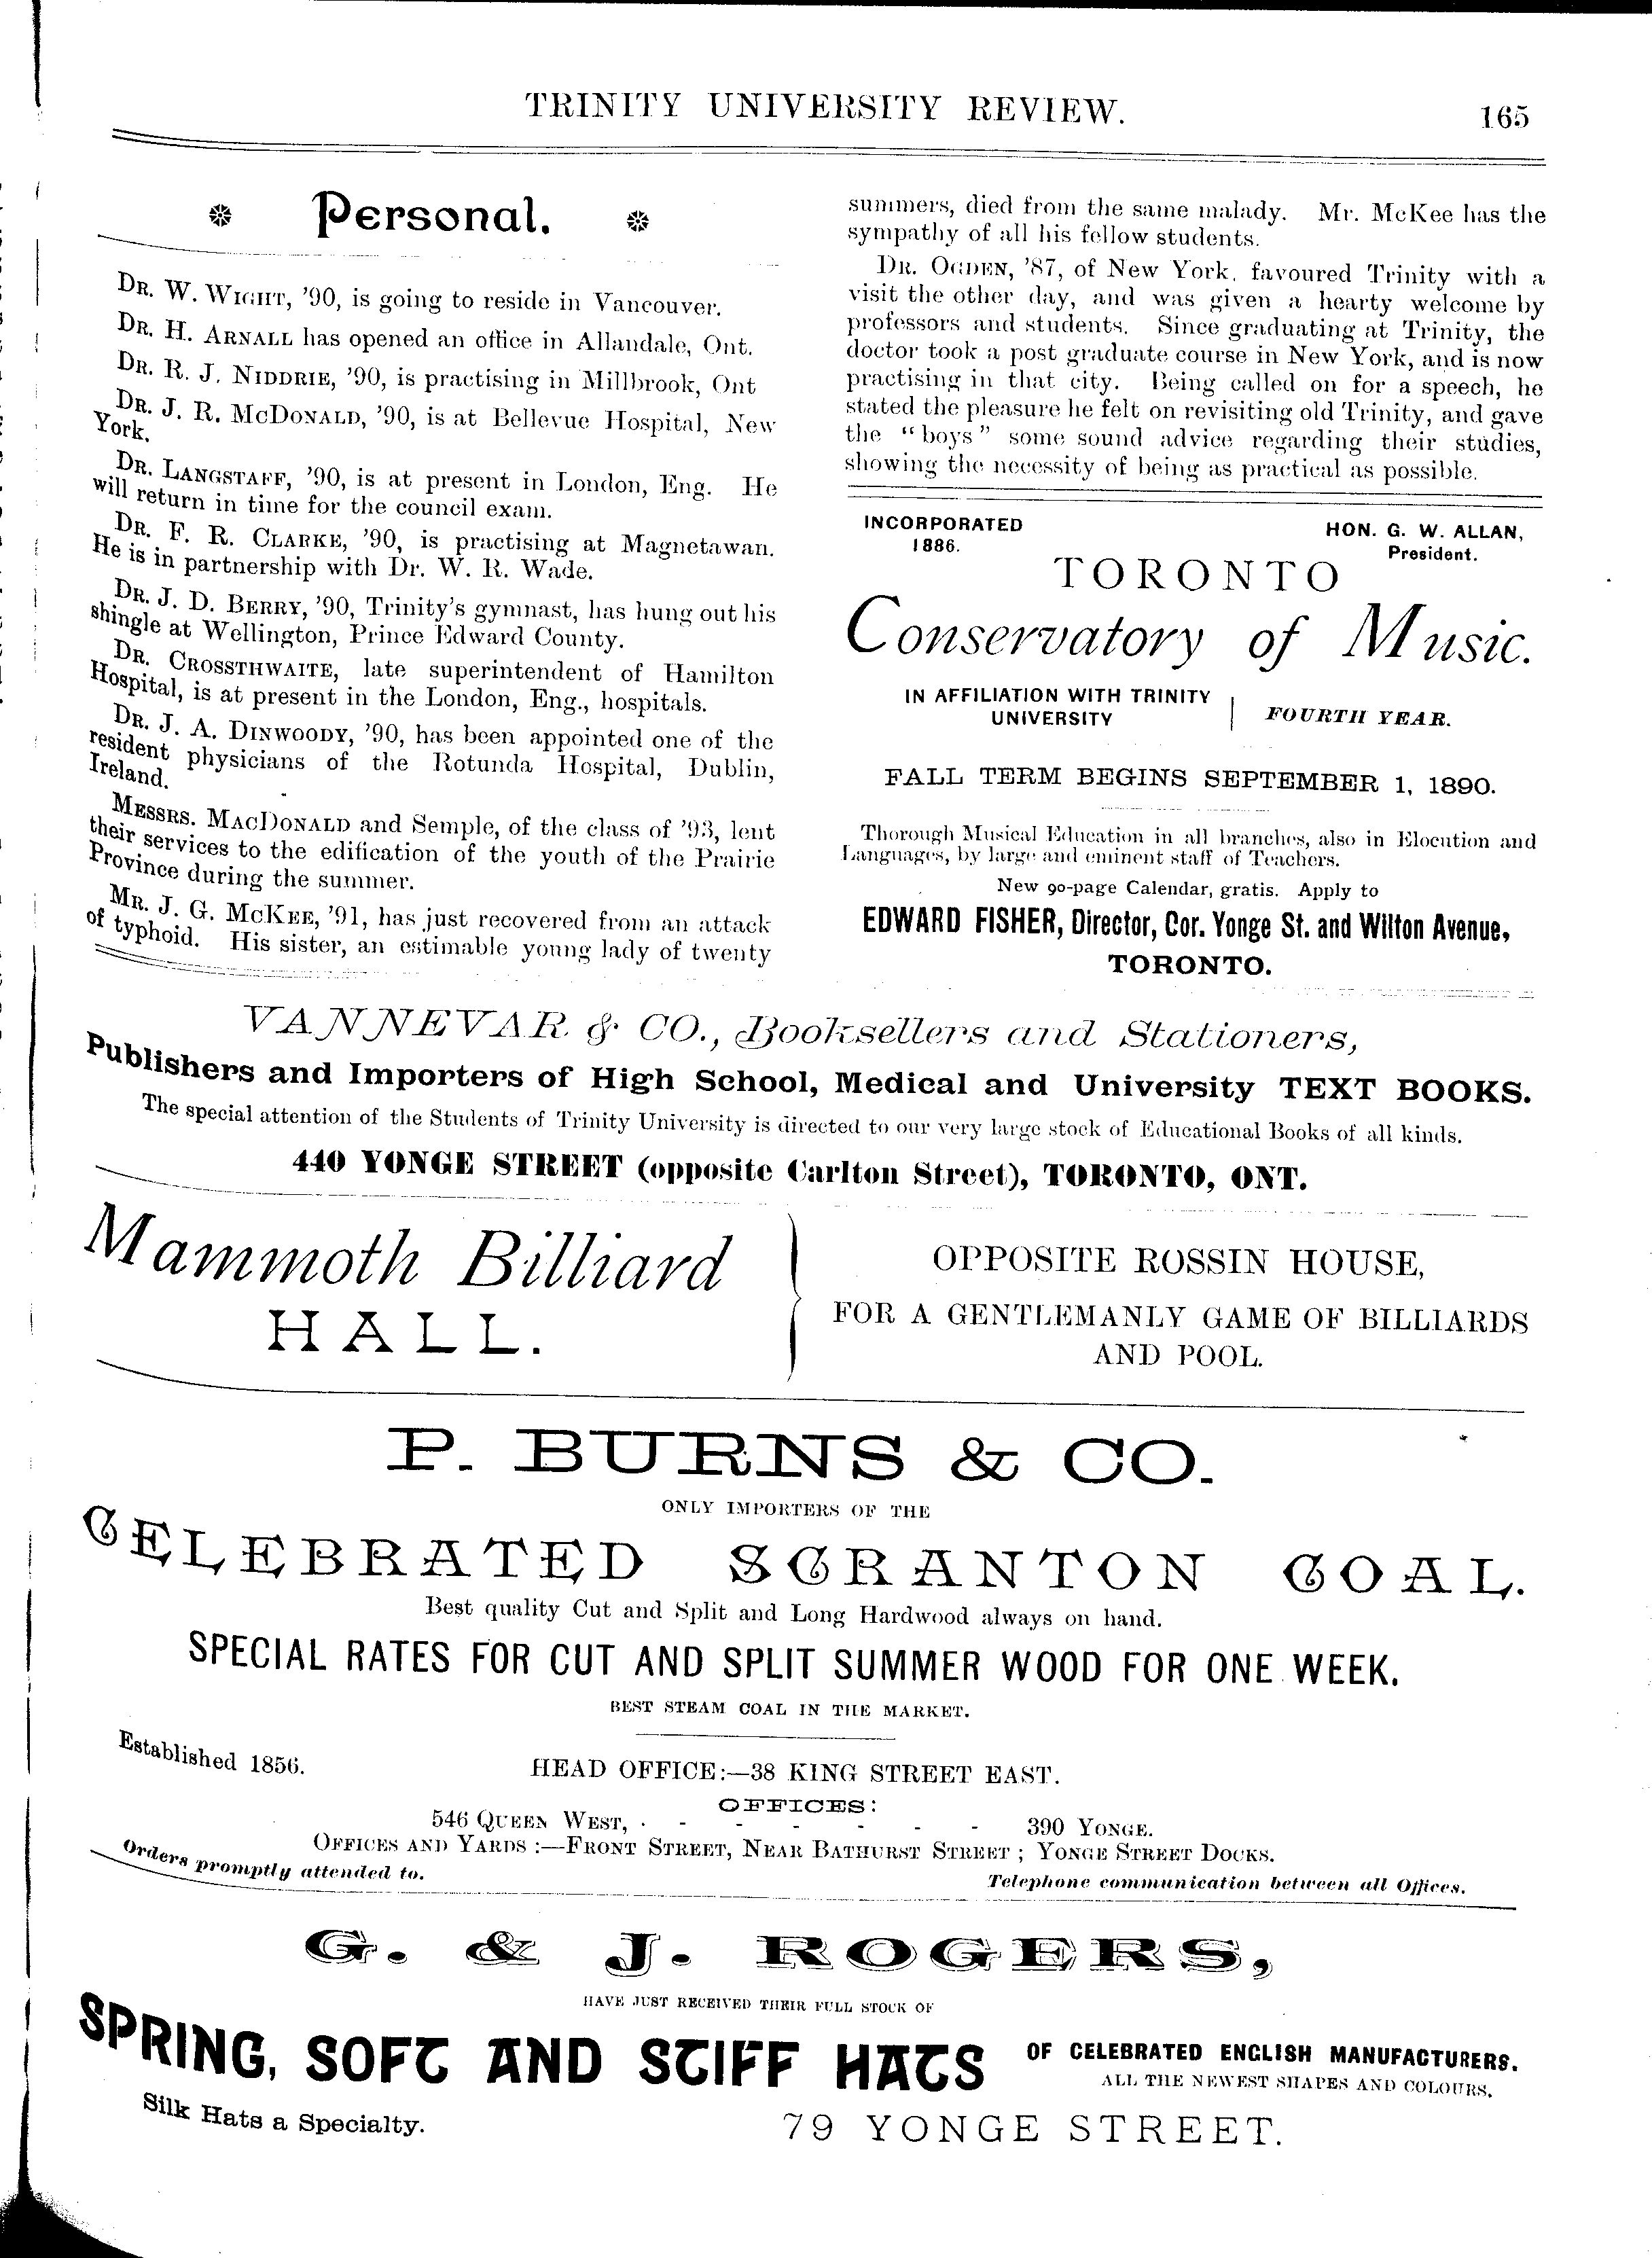 TRINITY UNIVERSITY REVIEW.
165
Personal.
DR. W. WIGHT, '90, is going to reside in Vancouver.
DR. H. ARNALL has opened an office in Allandale, Ont.
DR. R. J. NIDDRIE, '90, is practising in Millbrook, Ont
DR. J. R. MCDONALD, '90, is at Bellevue Hospital, New
York.
DR. LANGSTAFF, '90, is at present in London, Eng. He
will return in time for the council exam.
DR. F. R. CLARKE, '90, is practising at Magnetawan.
He is in partnership with Dr. W. R. Wade.
DR. J. D. BERRY, '90, Trinity's gymnast, has hung out his
shingle at Wellington, Prince Edward County.
DR. CROSSTHWAITE, late superintendent of Hamilton
Hospital, is at present in the London, Eng., hospitals.
DR. J. A. DINWOODY, '90, has been appointed one of the
resident physicians of the Rotunda Hospital, Dublin,
Ireland.
MESSRS. MACDONALD and Semple, of the class of '93, lent
their services to the edification of the youth of the Prairie
Province during the summer.
MR. J. G. MCKEE, '91, has just recovered from an attack
of typhoid. His sister, an estimable young lady of twenty
summers, died from the same malady. Mr. McKee has the
sympathy of all his fellow students.
DR. OGDEN, '87, of New York, favoured Trinity with a
visit the other day, and was given a hearty welcome by
professors and students. Since graduating at Trinity, the
doctor took a post graduate course in New York, and is now
practising in that city. Being called on for a speech, he
stated the pleasure he felt on revisiting old Trinity, and gave
the "boys" some sound advice regarding their studies,
showing the necessity of being as practical as possible.
INCORPORATED
1886.
HON. G. W. ALLAN,
President.
TORONTO
Conservatory of Music.
IN AFFILIATION WITH TRINITY
UNIVERSITY
FOURTH YEAR.
FALL TERM BEGINS SEPTEMBER 1, 1890.
Thorough Musical Education in all branches, also in Elocution and
Languages, by large and eminent staff of Teachers.
New 90-page Calendar, gratis. Apply to
EDWARD FISHER, Director, Cor. Yonge St. and Wilton Avenue,
TORONTO.
VANNEVAR & CO., Booksellers and Stationers,
Publishers and Importers of High School, Medical and University TEXT BOOKS.
The special attention of the Students of Trinity University is directed to our very large stock of Educational Books of all kinds.
440 YONGE STREET (opposite Carlton Street), TORONTO, ONT.
Mammoth Billiard
HALL.
OPPOSITE ROSSIN HOUSE,
FOR A GENTLEMANLY GAME OF BILLIARDS
AND POOL.
P. BURNS & CO.
ONLY IMPORTERS OF THE
CELEBRATED SCRANTON COAL.
Best quality Cut and Split and Long Hardwood always on hand.
SPECIAL RATES FOR CUT AND SPLIT SUMMER WOOD FOR ONE WEEK.
BEST STEAM COAL IN THE MARKET.
Established 1856.
HEAD OFFICE:—38 KING STREET EAST.
OFFICES:
546 QUEEN WEST, - - - - - - 390 YONGE.
OFFICES AND YARDS :—FRONT STREET, NEAR BATHURST STREET ; YONGE STREET DOCKS.
Orders promptly attended to.
Telephone communication between all Offices.
G. & J. ROGERS,
HAVE JUST RECEIVED THEIR FULL STOCK OF
SPRING, SOFT AND STIFF HATS
OF CELEBRATED ENGLISH MANUFACTURERS.
ALL THE NEWEST SHAPES AND COLOURS.
Silk Hats a Specialty.
79 YONGE STREET.